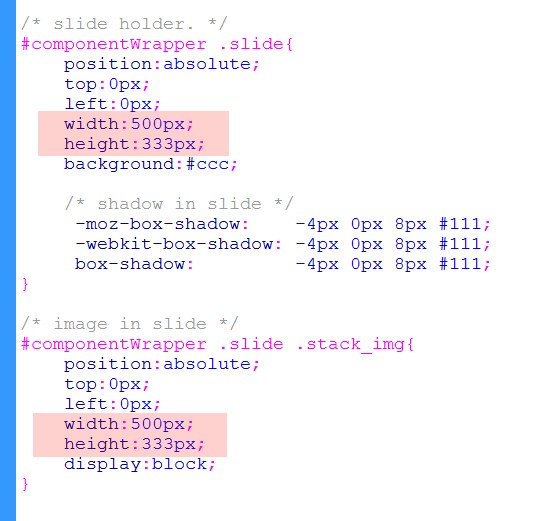 /* slide holder. */
#componentWrapper .slide{
    position:absolute;
    top:0px;
    left:0px;
    width:500px;
    height:333px;
    background:#ccc;

    /* shadow in slide */
     -moz-box-shadow:    -4px 0px 8px #111;
     -webkit-box-shadow: -4px 0px 8px #111;
     box-shadow:         -4px 0px 8px #111;
}

/* image in slide */
#componentWrapper .slide .stack_img{
    position:absolute;
    top:0px;
    left:0px;
    width:500px;
    height:333px;
    display:block;
}